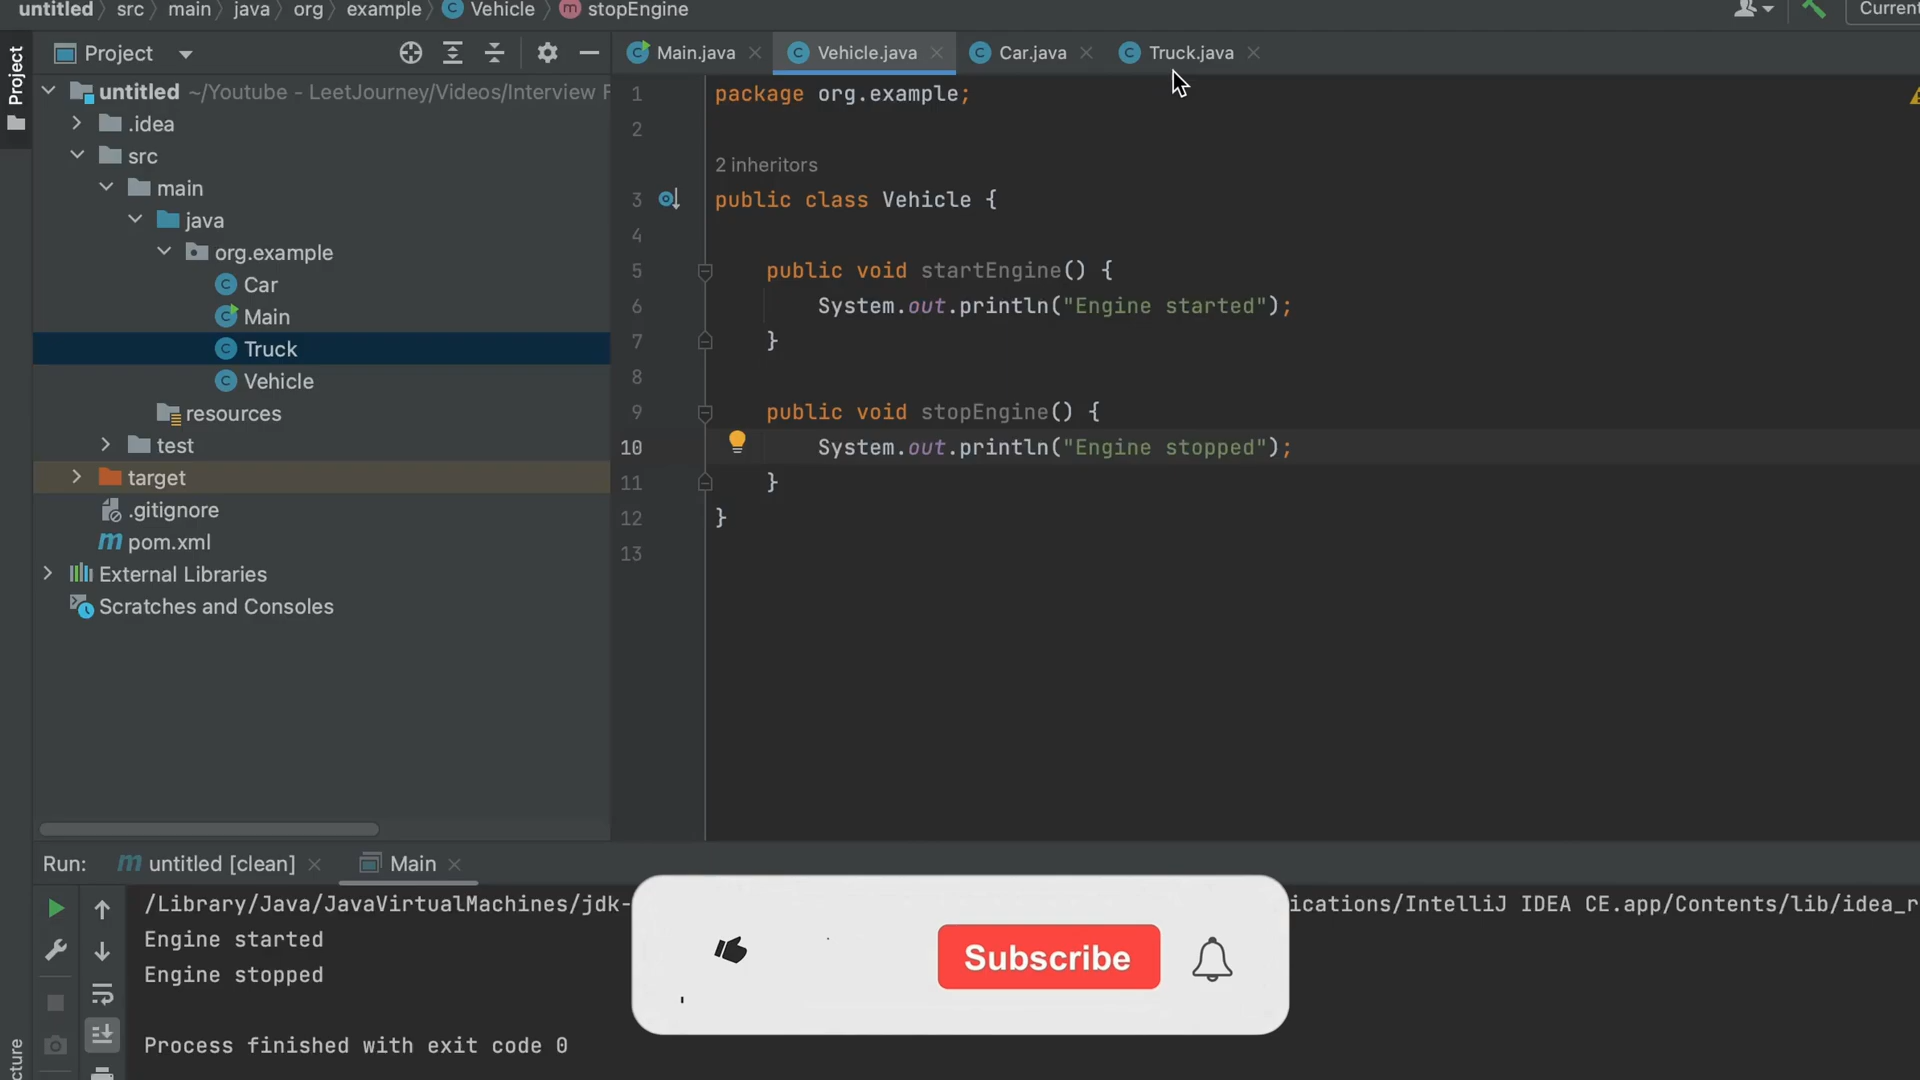 untitled src main java org example Vehicle stopEngine
Current
Project
Project
Main.java Vehicle.java Car.java Truck.java
untitled ~/Youtube - LeetJourney/Videos/Interview
.idea
src
main
java
org.example
Car
Main
Truck
Vehicle
resources
test
target
.gitignore
pom.xml
External Libraries
Scratches and Consoles
1 package org.example;
2
2 inheritors
3 public class Vehicle {
4
5 public void startEngine() {
6 System.out.println("Engine started");
7 }
8
9 public void stopEngine() {
10 System.out.println("Engine stopped");
11 }
12 }
13
Run: untitled [clean] Main
/Library/Java/JavaVirtualMachines/jdk- ications/IntelliJ IDEA CE.app/Contents/lib/idea_r
Engine started
Engine stopped
Process finished with exit code 0
Subscribe